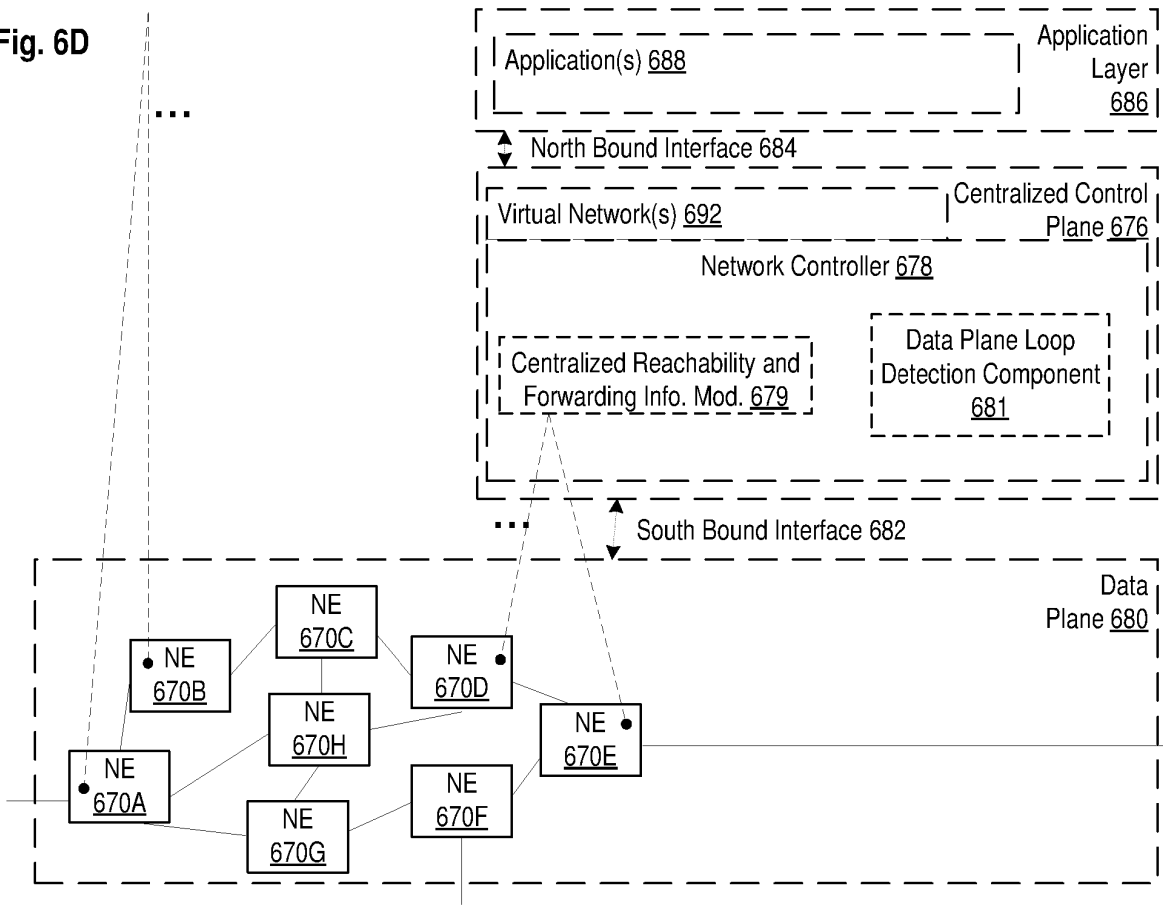 Fig. 6D
Application(s) 688
Application
Layer
686
...
North Bound Interface 684
Virtual Network(s) 692
Centralized Control
Plane 676
Network Controller 678
Centralized Reachability and
Forwarding Info. Mod. 679
Data Plane Loop
Detection Component
681
...
South Bound Interface 682
Data
Plane 680
NE
670C
NE
670B
NE
670D
NE
670H
NE
670E
NE
670A
NE
670F
NE
670G